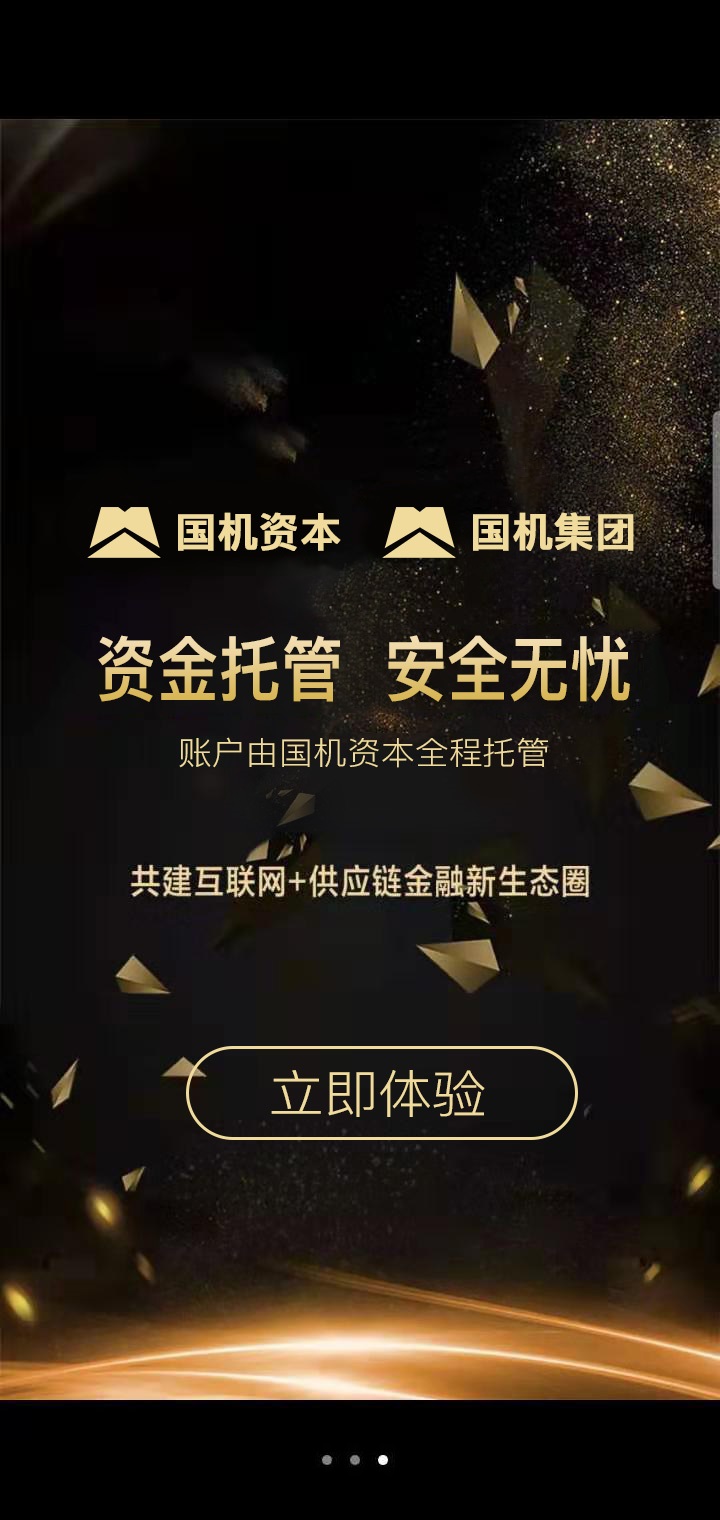 国机资本 国机集团
资金托管 安全无忧
账户由国机资本全程托管
共建互联网+供应链金融新生态圈
立即体验